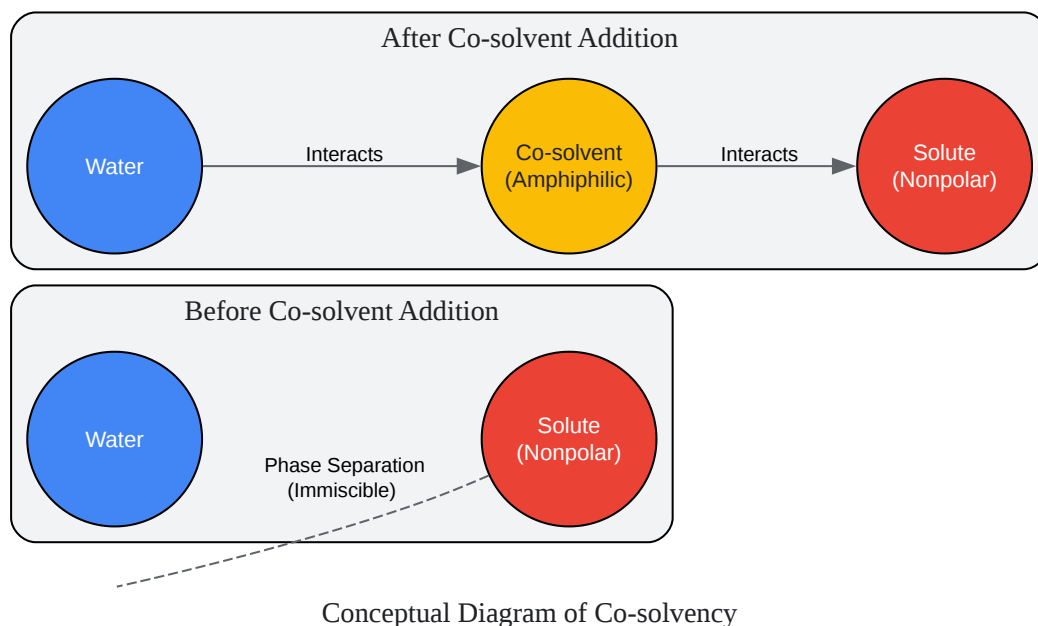 After Co-solvent Addition
Water
Interacts
Co-solvent
(Amphiphilic)
Interacts
Solute
(Nonpolar)
Before Co-solvent Addition
Water
Phase Separation
(Immiscible)
Solute
(Nonpolar)
Conceptual Diagram of Co-solvency